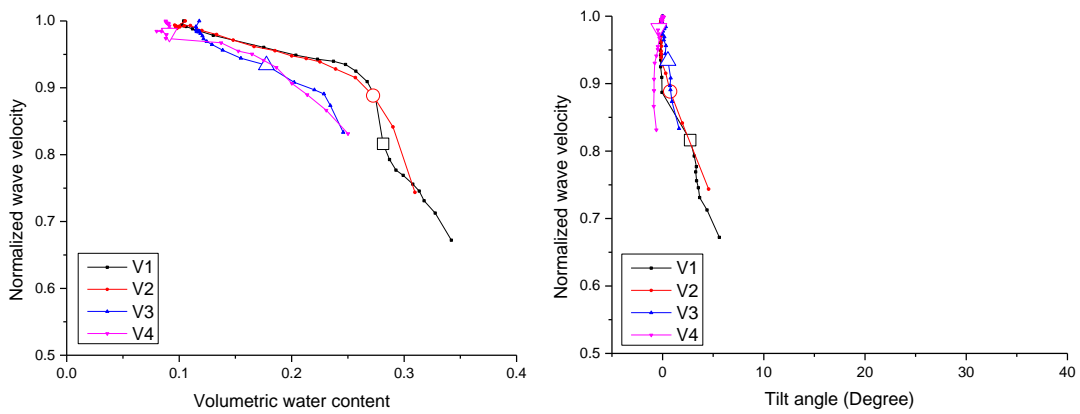 1.0
0.9
0.8
0.7
0.6
0.5
Normalized wave velocity
V1
V2
V3
V4
0.0 0.1 0.2 0.3 0.4
Volumetric water content
1.0
0.9
0.8
0.7
0.6
0.5
Normalized wave velocity
V1
V2
V3
V4
0 10 20 30 40
Tilt angle (Degree)